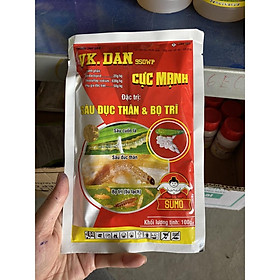 VK. DAN 950WP
CỰC MẠNH
Đặc trị:
SÂU ĐỤC THÂN & BỌ TRĨ
Sâu cuốn lá
Sâu đục thân
Bọ trĩ (bù lạch)
SUMO
Khối lượng tịnh: 100g